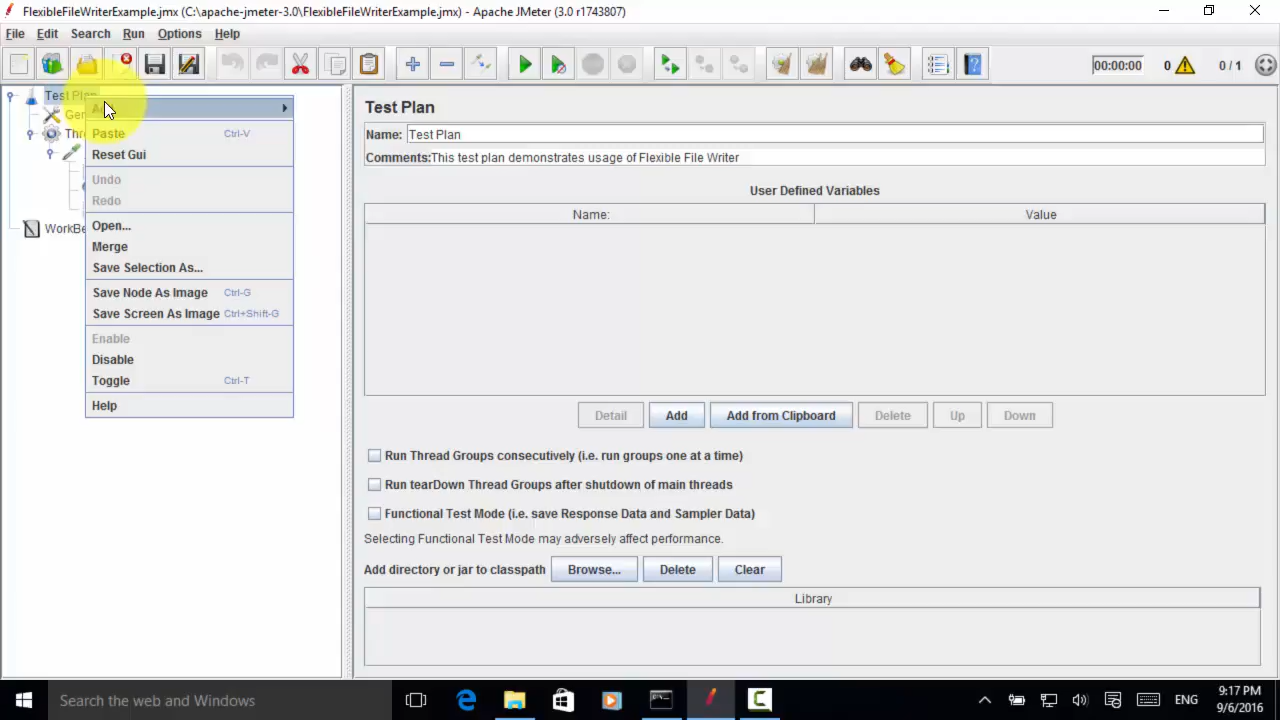 FlexibleFileWriterExample.jmx (C:\apache-jmeter-3.0\FlexibleFileWriterExample.jmx) - Apache JMeter (3.0 r1743807)
File Edit Search Run Options Help
00:00:00 0 0 / 1
Test Plan
Paste Ctrl-V
Reset Gui
Undo
Redo
Open...
Merge
Save Selection As...
Save Node As Image Ctrl-G
Save Screen As Image Ctrl+Shift-G
Enable
Disable
Toggle Ctrl-T
Help
Test Plan
Name: Test Plan
Comments: This test plan demonstrates usage of Flexible File Writer
User Defined Variables
Name: Value
Detail Add Add from Clipboard Delete Up Down
Run Thread Groups consecutively (i.e. run groups one at a time)
Run tearDown Thread Groups after shutdown of main threads
Functional Test Mode (i.e. save Response Data and Sampler Data)
Selecting Functional Test Mode may adversely affect performance.
Add directory or jar to classpath Browse... Delete Clear
Library
Search the web and Windows
ENG
9:17 PM
9/6/2016